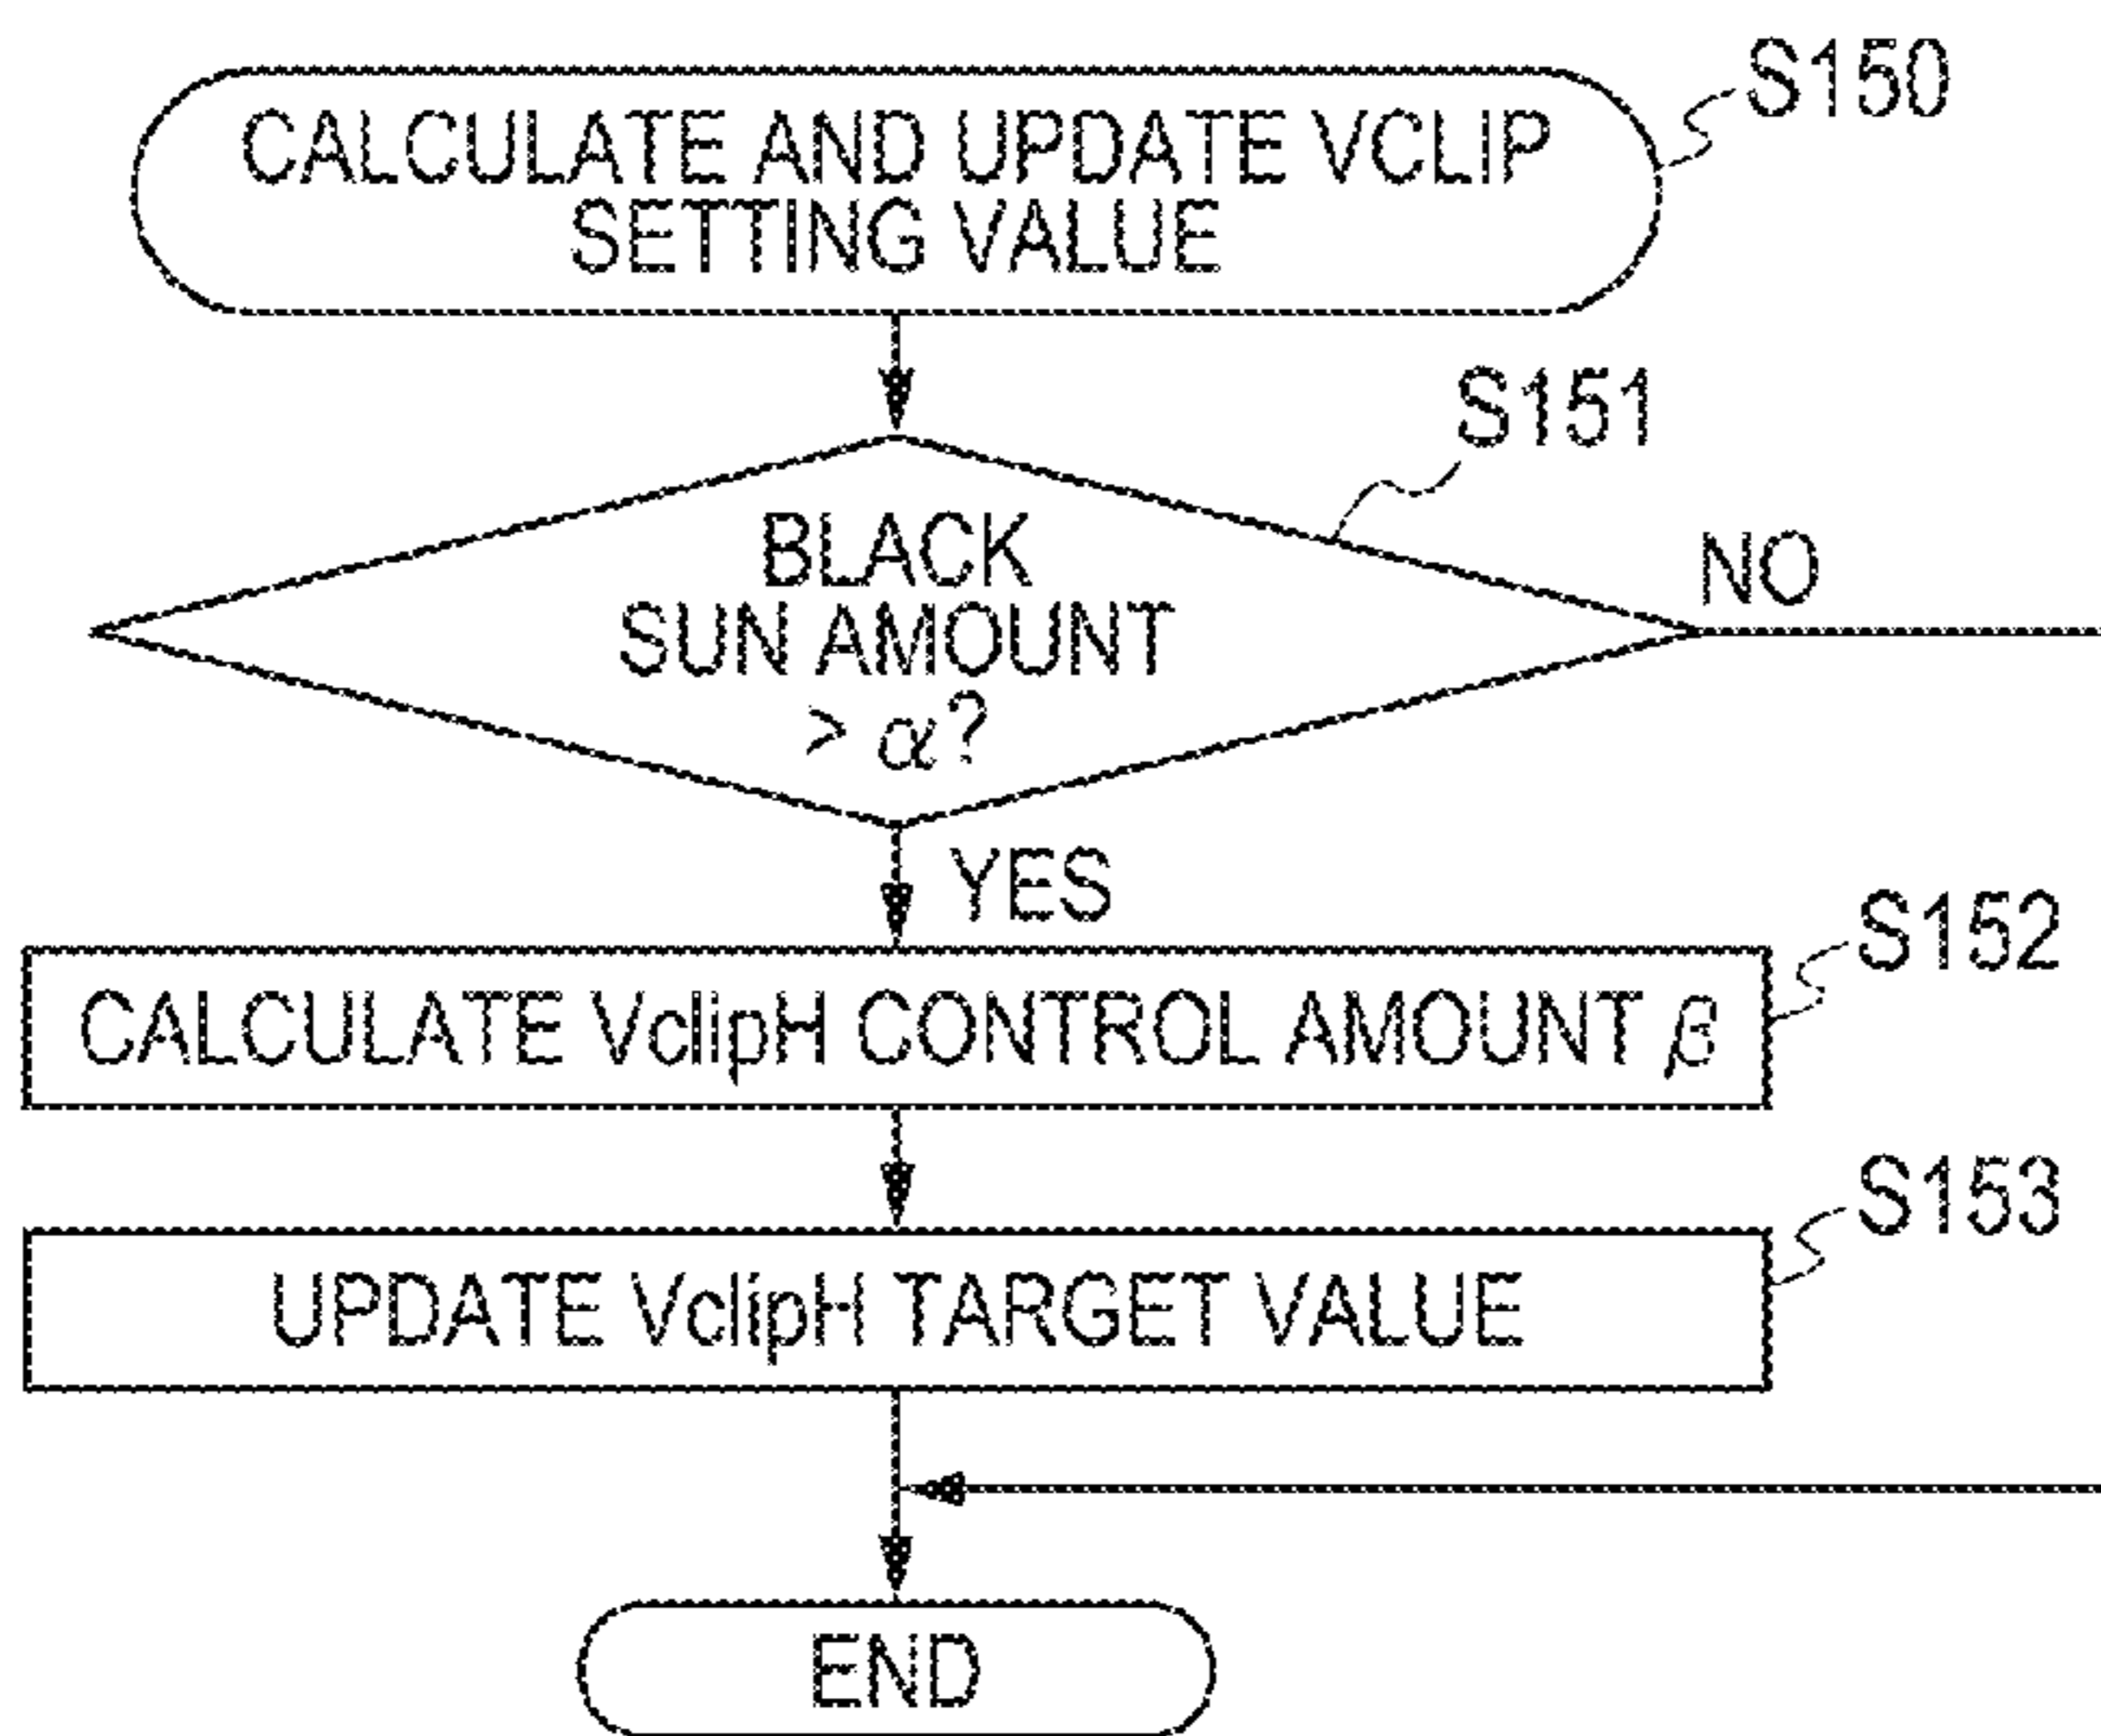 S150
CALCULATE AND UPDATE VCLIP
SETTING VALUE
S151
BLACK
SUN AMOUNT
> α?
NO
YES
S152
CALCULATE VclipH CONTROL AMOUNT β
S153
UPDATE VclipH TARGET VALUE
END